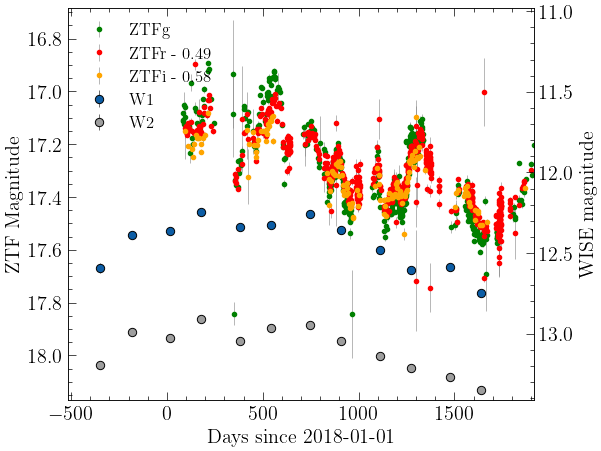 ZTFg
ZTFr - 0.49
ZTFi - 0.58
W1
W2
16.8
17.0
17.2
17.4
17.6
17.8
18.0
ZTF Magnitude
11.0
11.5
12.0
12.5
13.0
WISE magnitude
−500
0
500
1000
1500
Days since 2018-01-01